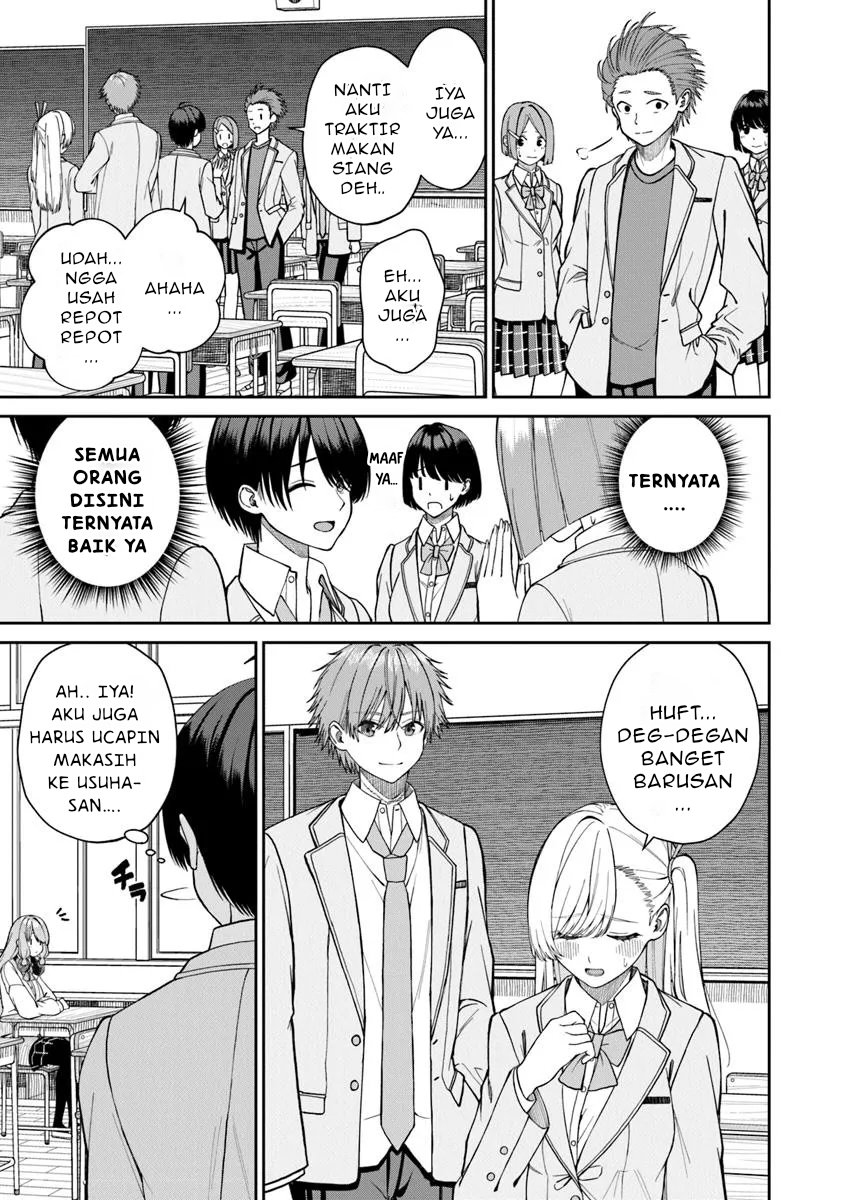 IYA
JUGA
YA...
NANTI
AKU
TRAKTIR
MAKAN
SIANG
DEH..
EH...
AKU
JUGA
...
AHAHA
...
UDAH...
NGGA
USAH
REPOT
REPOT
...
TERNYATA
....
MAAF
YA...
SEMUA
ORANG
DISINI
TERNYATA
BAIK YA
HUFT...
DEG-DEGAN
BANGET
BARUSAN
...
AH.. IYA!
AKU JUGA
HARUS UCAPIN
MAKASIH
KE USUHA-
SAN....
チラ